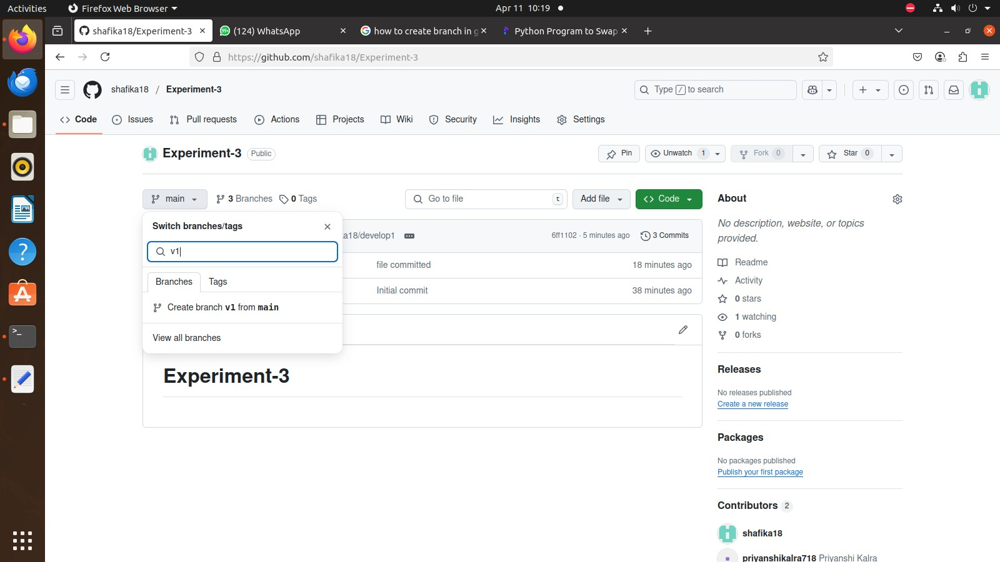 Activities
Firefox Web Browser
Apr 11 10:19
shafika18/Experiment-3
(124) WhatsApp
how to create branch in g
Python Program to Swap
https://github.com/shafika18/Experiment-3
shafika18 / Experiment-3
Type / to search
Code
Issues
Pull requests
Actions
Projects
Wiki
Security
Insights
Settings
Experiment-3
Public
Pin
Unwatch 1
Fork 0
Star 0
main
3 Branches
0 Tags
Go to file
t
Add file
Code
Switch branches/tags
v1
Branches
Tags
Create branch v1 from main
View all branches
a18/develop1
6ff1102 · 5 minutes ago
3 Commits
file committed
18 minutes ago
Initial commit
38 minutes ago
Experiment-3
About
No description, website, or topics
provided.
Readme
Activity
0 stars
1 watching
0 forks
Releases
No releases published
Create a new release
Packages
No packages published
Publish your first package
Contributors 2
shafika18
priyanshikalra718 Priyanshi Kalra